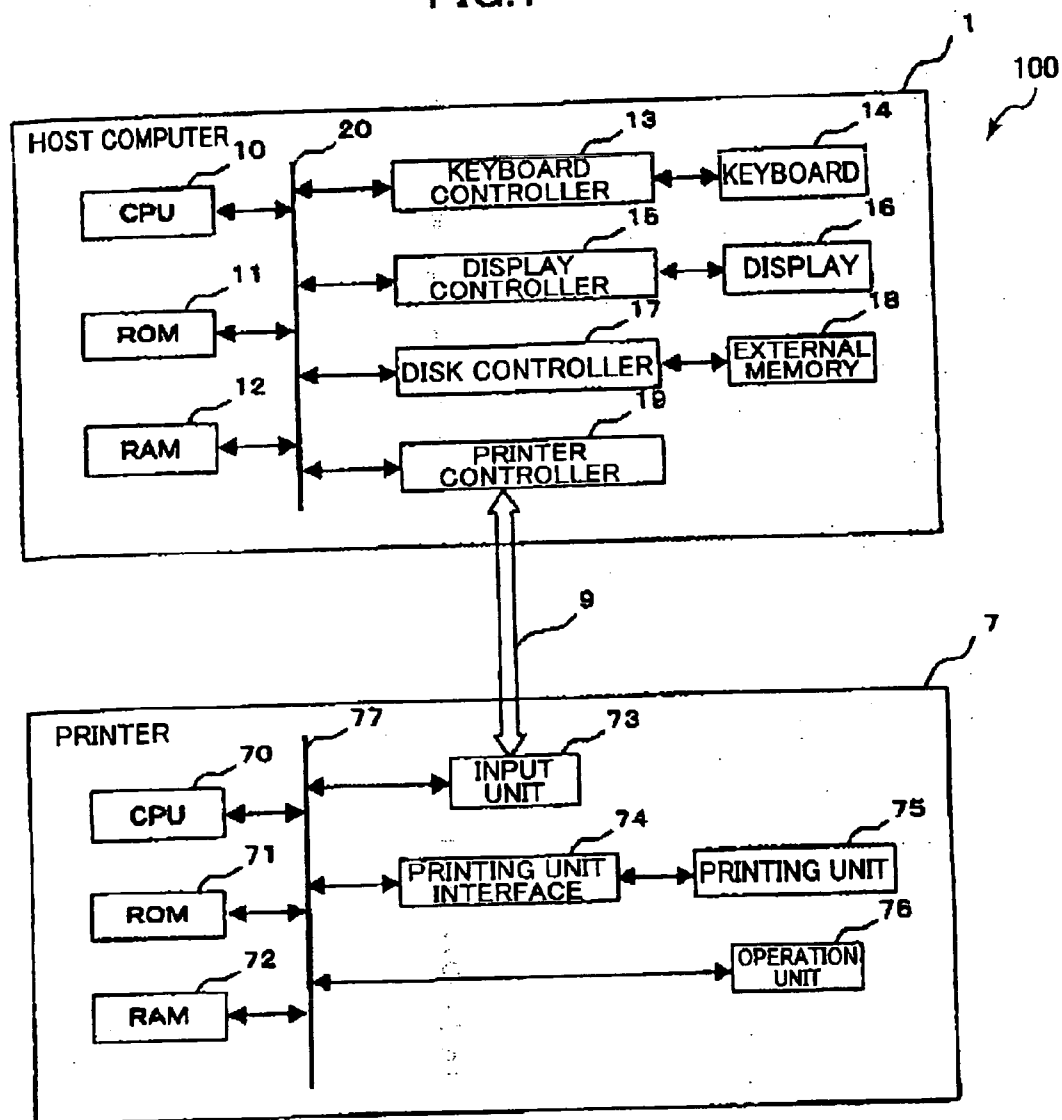 FIG.1
1
100
HOST COMPUTER
10
20
13
14
CPU
KEYBOARD
CONTROLLER
KEYBOARD
11
15
16
ROM
DISPLAY
CONTROLLER
DISPLAY
12
17
18
RAM
DISK CONTROLLER
EXTERNAL
MEMORY
19
PRINTER
CONTROLLER
9
7
PRINTER
70
77
73
CPU
INPUT
UNIT
71
74
75
ROM
PRINTING UNIT
INTERFACE
PRINTING UNIT
72
76
RAM
OPERATION
UNIT